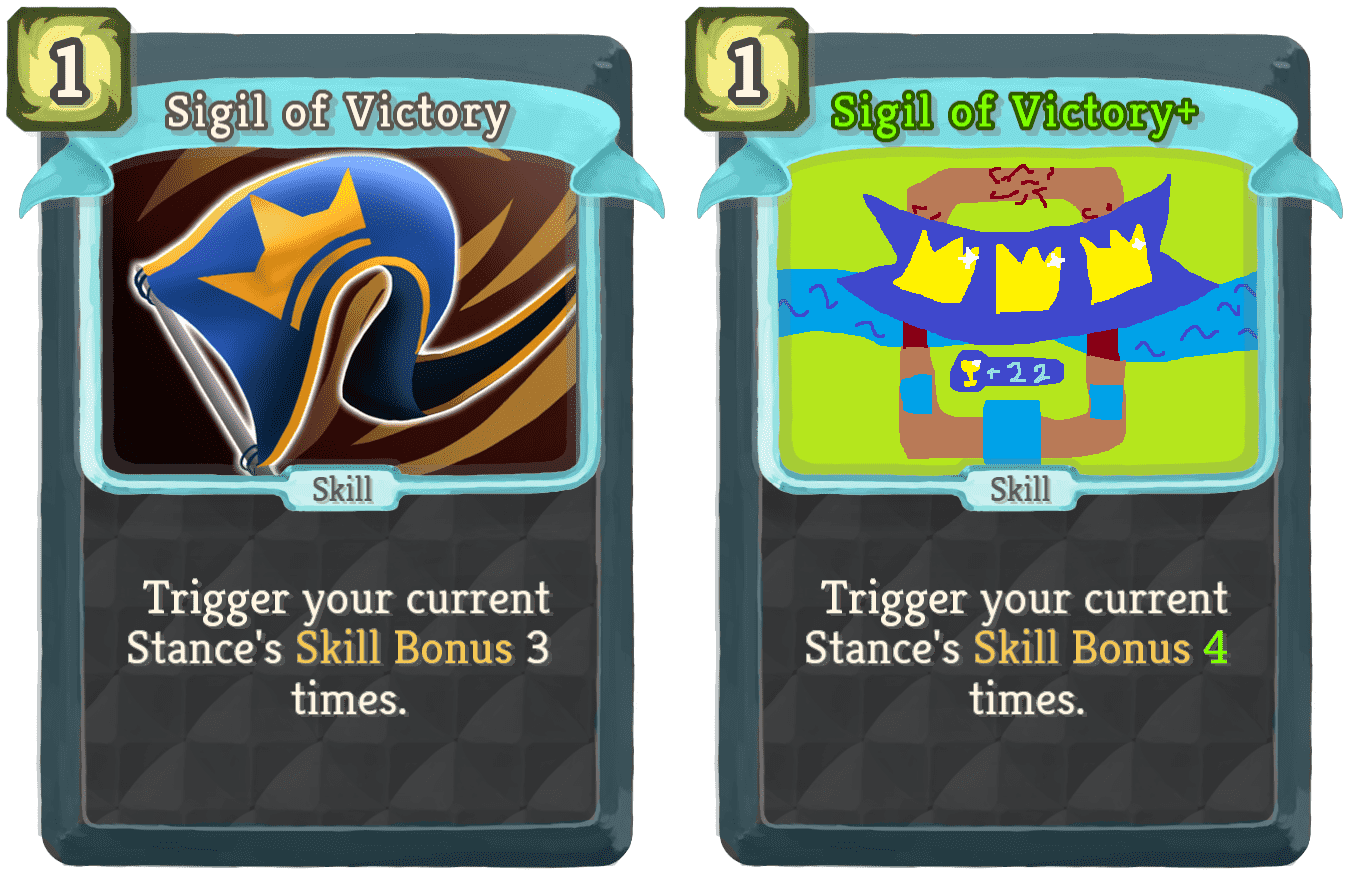 1
Sigil of Victory
Skill
Trigger your current
Stance's Skill Bonus 3
times.
1
Sigil of Victory+
+22
Skill
Trigger your current
Stance's Skill Bonus 4
times.